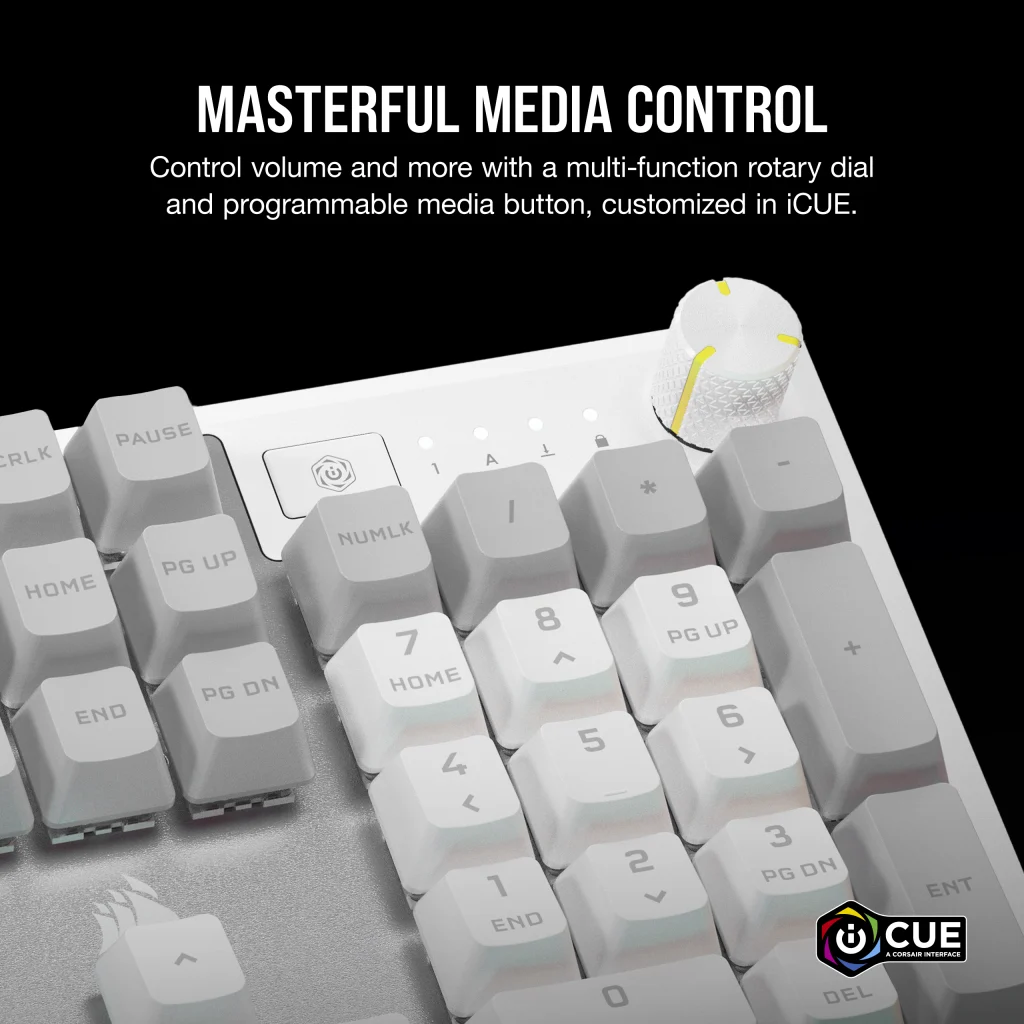 MASTERFUL MEDIA CONTROL
Control volume and more with a multi-function rotary dial
and programmable media button, customized in iCUE.
1 A
CRLK PAUSE
NUMLK / * -
HOME PG UP
7 8 9
HOME PG UP
+
END PG DN
4 5 6
1 2 3
END PG DN
ENT
0
DEL
CUE
A CORSAIR INTERFACE